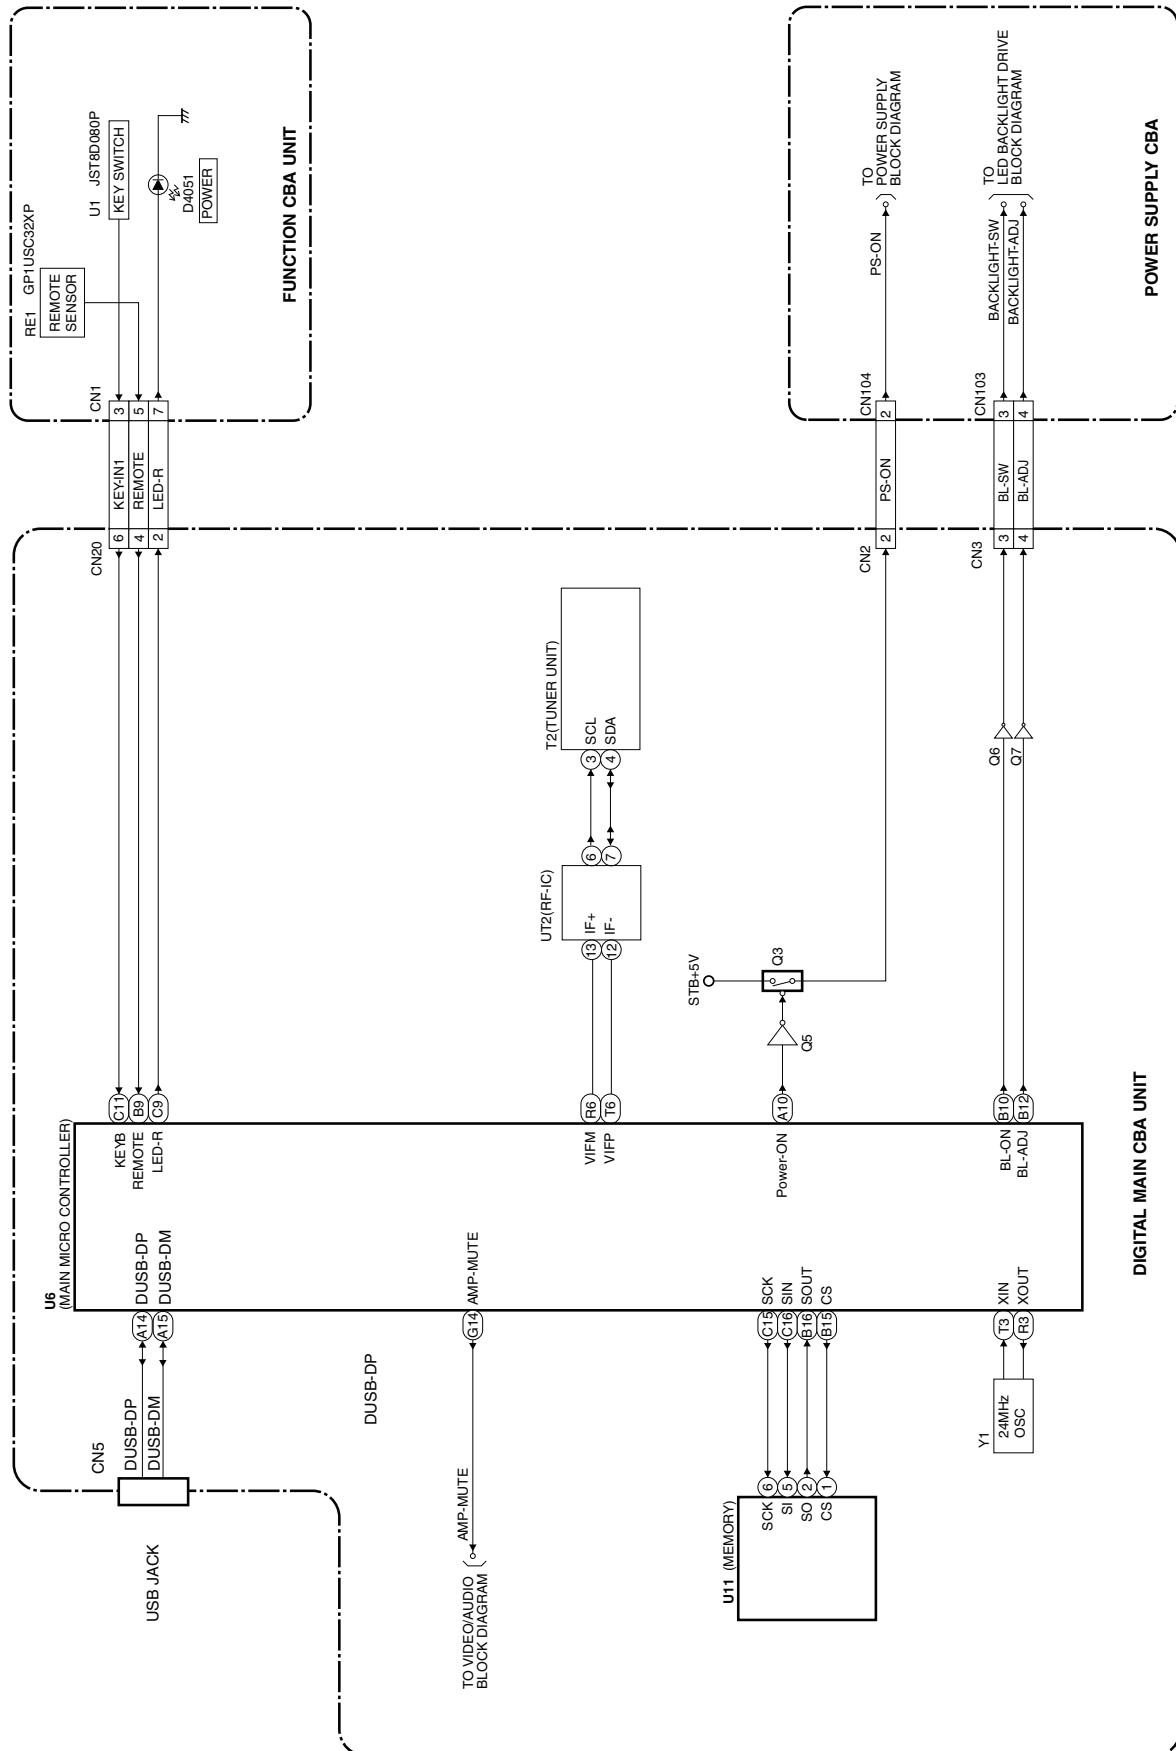 RE1 GP1USC32XP
REMOTE
SENSOR
U1 JST8D080P
KEY SWITCH
D4051
POWER
FUNCTION CBA UNIT
CN1
3
5
7
KEY-IN1
REMOTE
LED-R
6
4
2
CN20
TO
POWER SUPPLY
BLOCK DIAGRAM
PS-ON
TO
LED BACKLIGHT DRIVE
BLOCK DIAGRAM
BACKLIGHT-SW
BACKLIGHT-ADJ
POWER SUPPLY CBA
CN104
2
PS-ON
2
CN2
CN103
3
4
BL-SW
BL-ADJ
3
4
CN3
T2(TUNER UNIT)
SCL
SDA
3
4
6
7
UT2(RF-IC)
IF+
IF-
13
12
STB+5V
Q3
Q5
Q6
Q7
U6
(MAIN MICRO CONTROLLER)
C11
B9
C9
KEYB
REMOTE
LED-R
R6
T6
VIFM
VIFP
A10
Power-ON
B10
B12
BL-ON
BL-ADJ
DUSB-DP
DUSB-DM
A14
A15
AMP-MUTE
G14
SCK
SIN
SOUT
CS
C15
C16
B16
B15
XIN
XOUT
T3
R3
DIGITAL MAIN CBA UNIT
CN5
DUSB-DP
DUSB-DM
USB JACK
DUSB-DP
AMP-MUTE
TO VIDEO/AUDIO
BLOCK DIAGRAM
6
5
2
1
SCK
SI
SO
CS
U11 (MEMORY)
Y1
24MHz
OSC